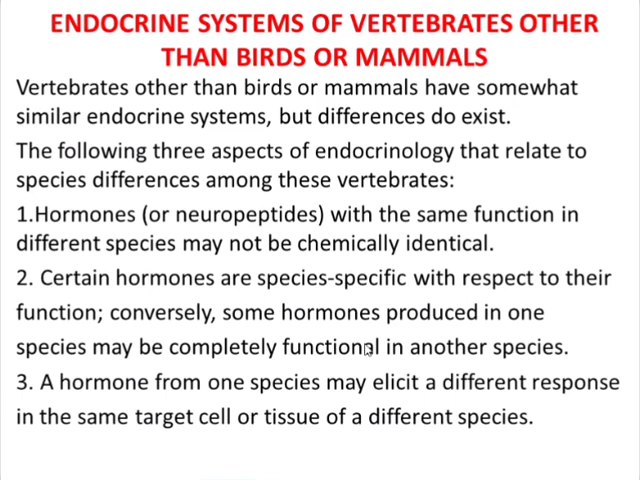 ENDOCRINE SYSTEMS OF VERTEBRATES OTHER
THAN BIRDS OR MAMMALS
Vertebrates other than birds or mammals have somewhat
similar endocrine systems, but differences do exist.
The following three aspects of endocrinology that relate to
species differences among these vertebrates:
1.Hormones (or neuropeptides) with the same function in
different species may not be chemically identical.
2. Certain hormones are species-specific with respect to their
function; conversely, some hormones produced in one
species may be completely functional in another species.
3. A hormone from one species may elicit a different response
in the same target cell or tissue of a different species.